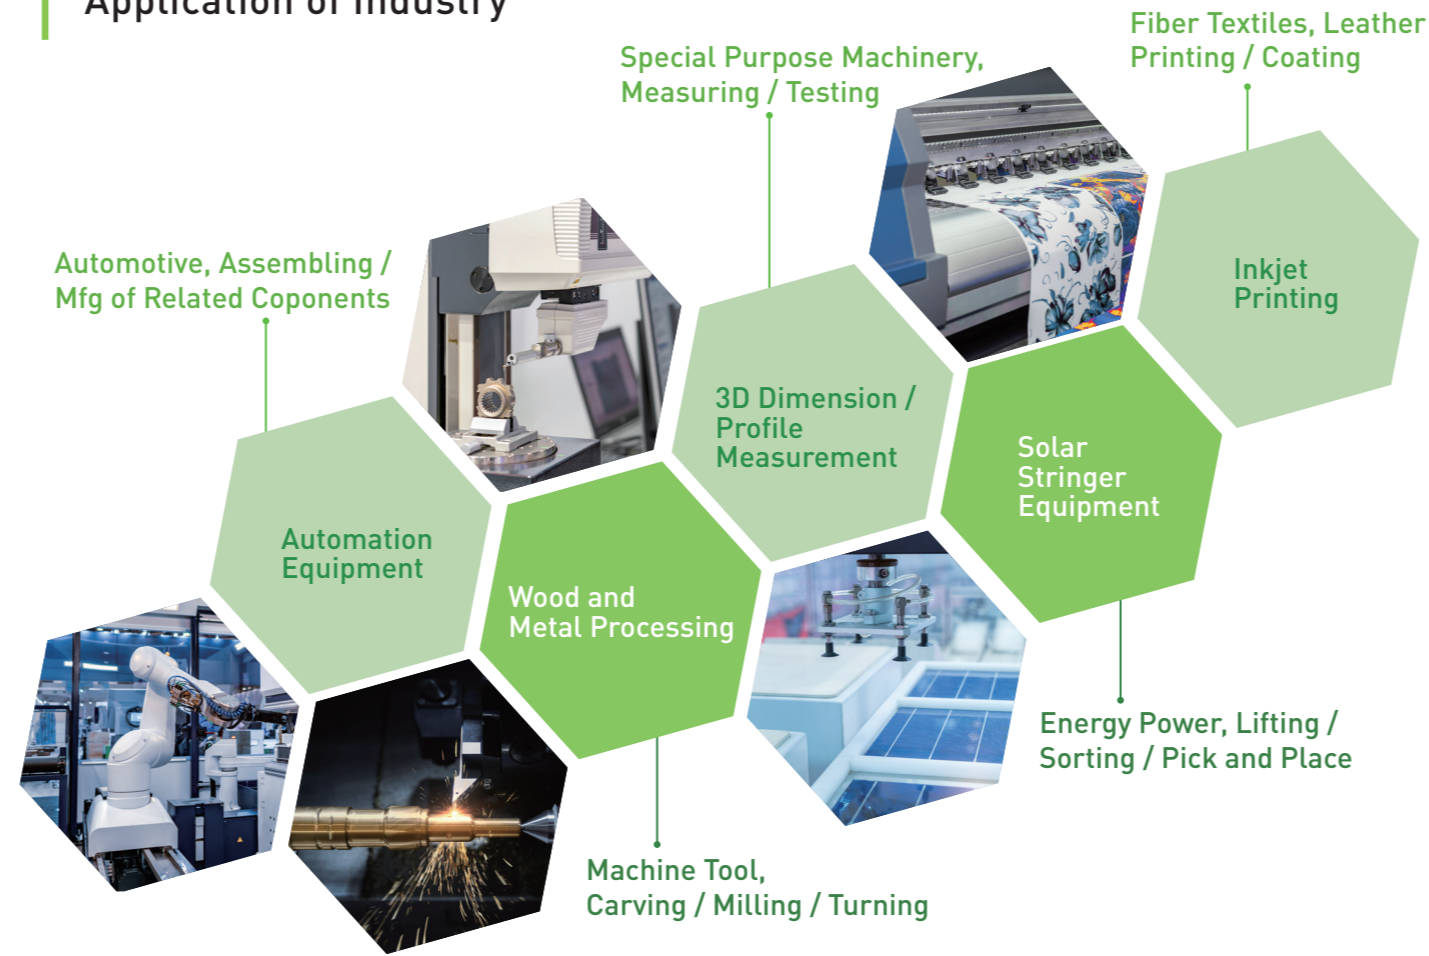 Application of Industry
Fiber Textiles, Leather
Printing / Coating
Special Purpose Machinery,
Measuring / Testing
Automotive, Assembling /
Mfg of Related Coponents
Inkjet
Printing
3D Dimension /
Profile
Measurement
Solar
Stringer
Equipment
Automation
Equipment
Wood and
Metal Processing
Energy Power, Lifting /
Sorting / Pick and Place
Machine Tool,
Carving / Milling / Turning